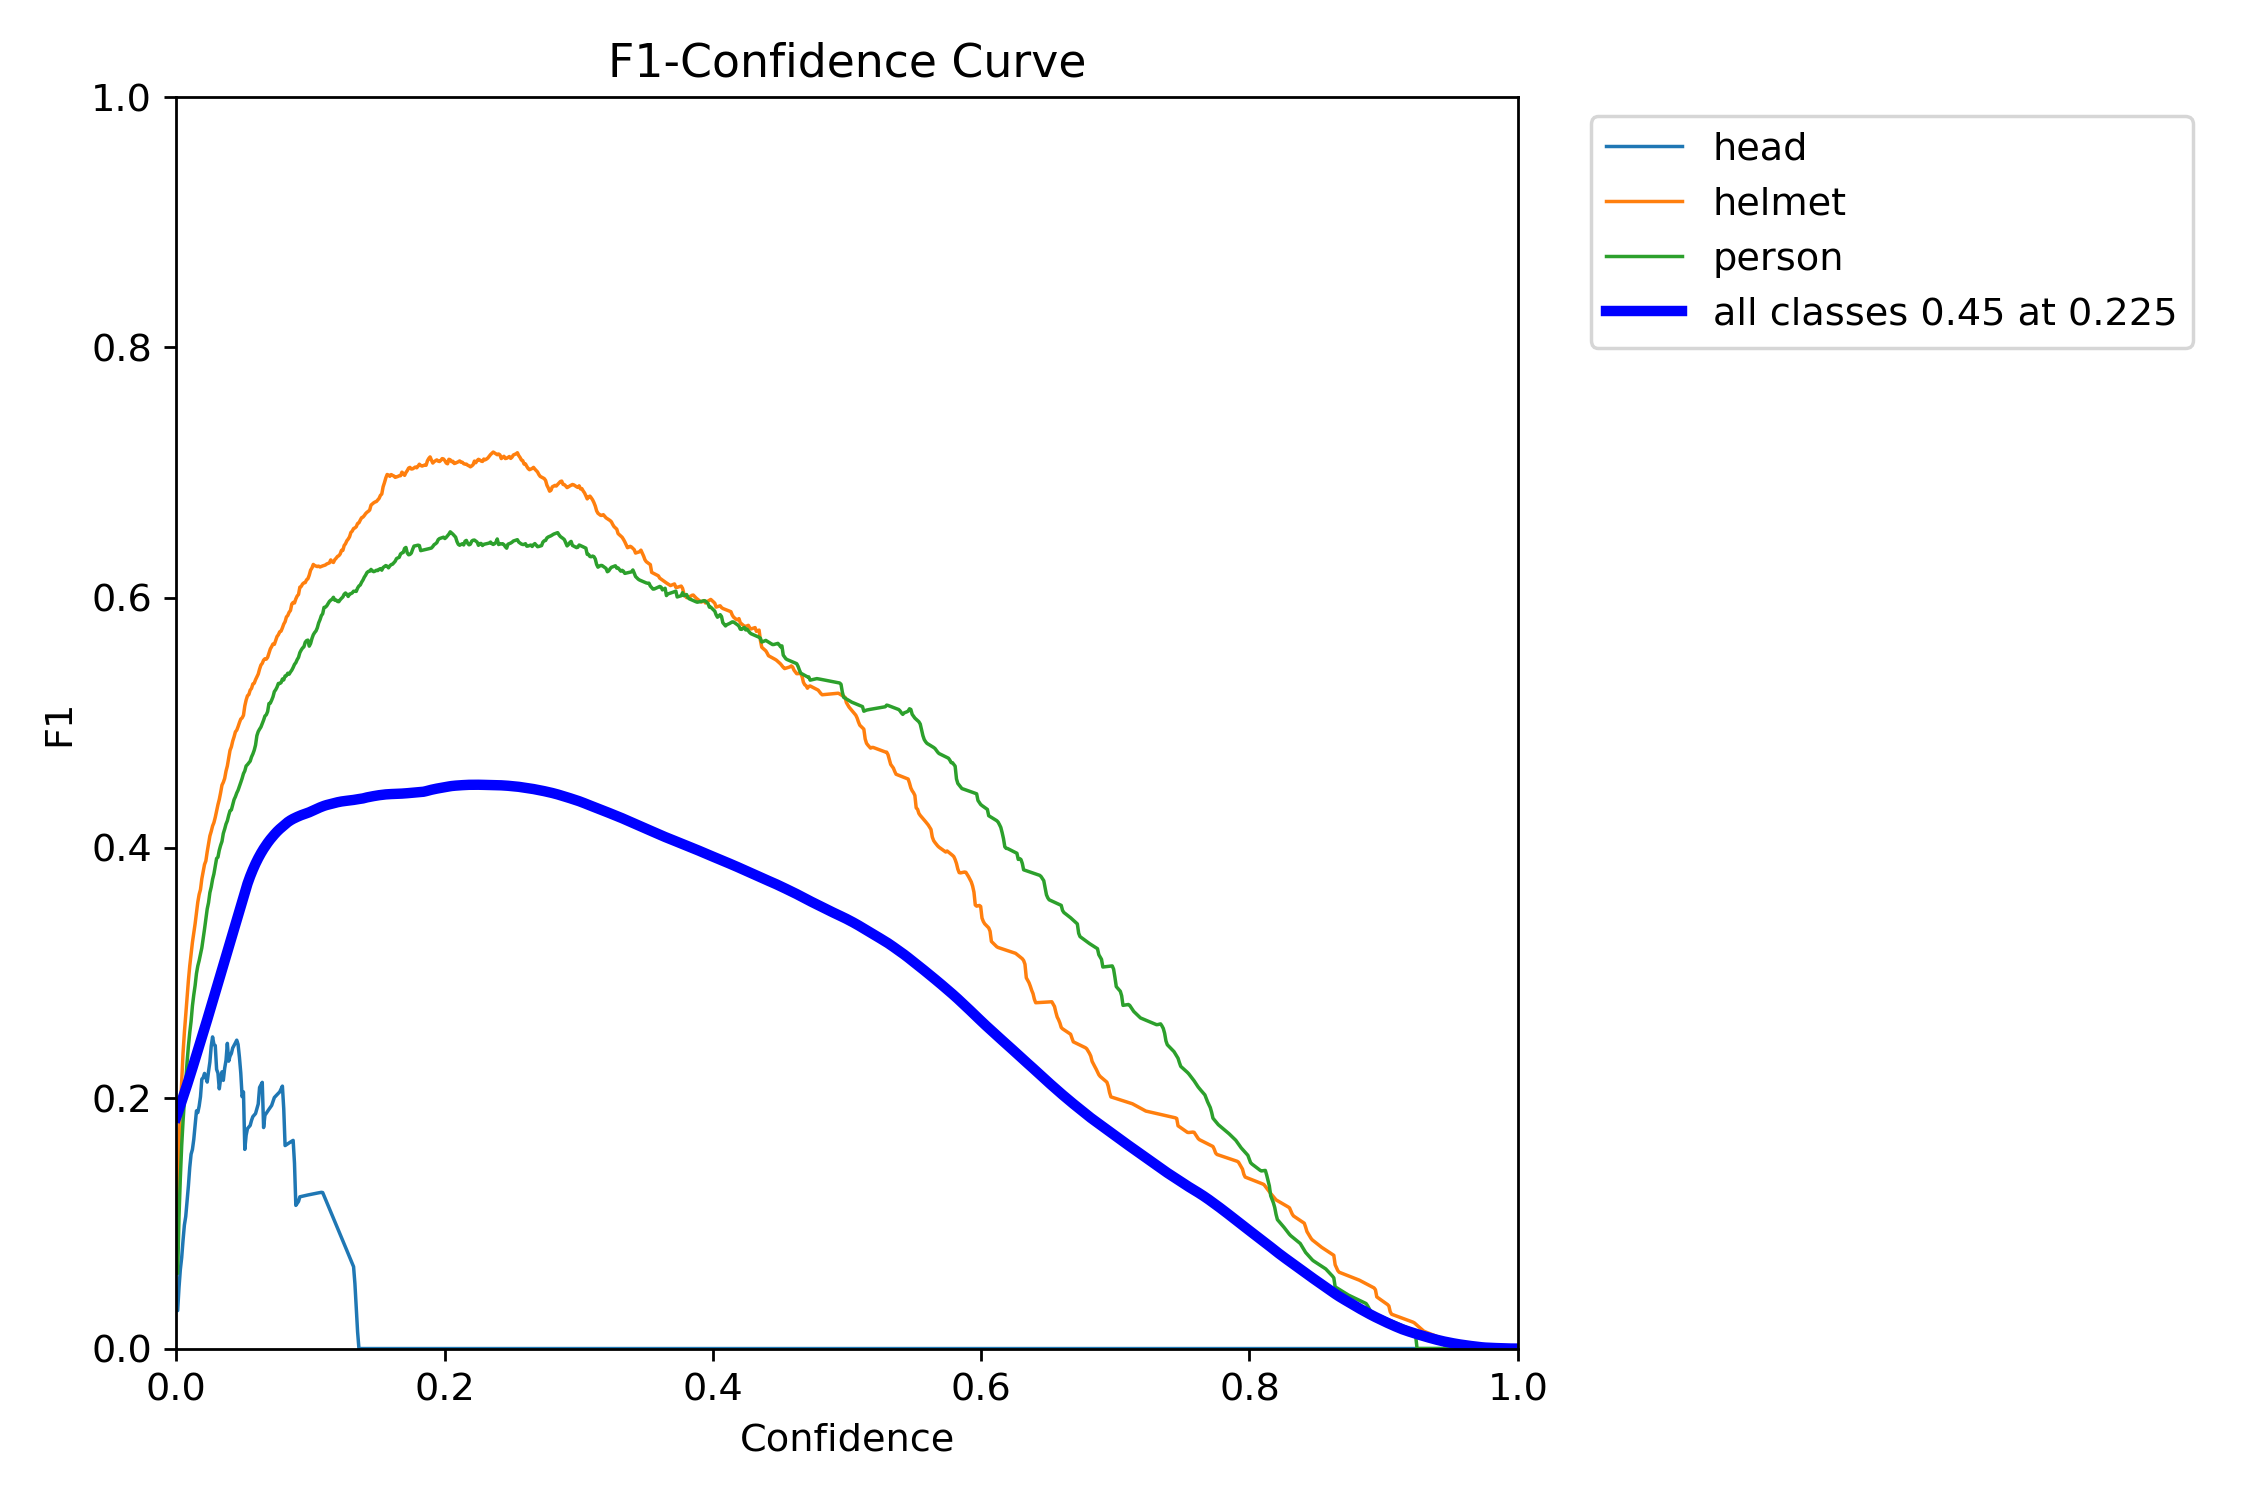 F1-Confidence Curve
1.0
0.8
0.6
0.4
0.2
0.0
F1
0.0 0.2 0.4 0.6 0.8 1.0
Confidence
head
helmet
person
all classes 0.45 at 0.225